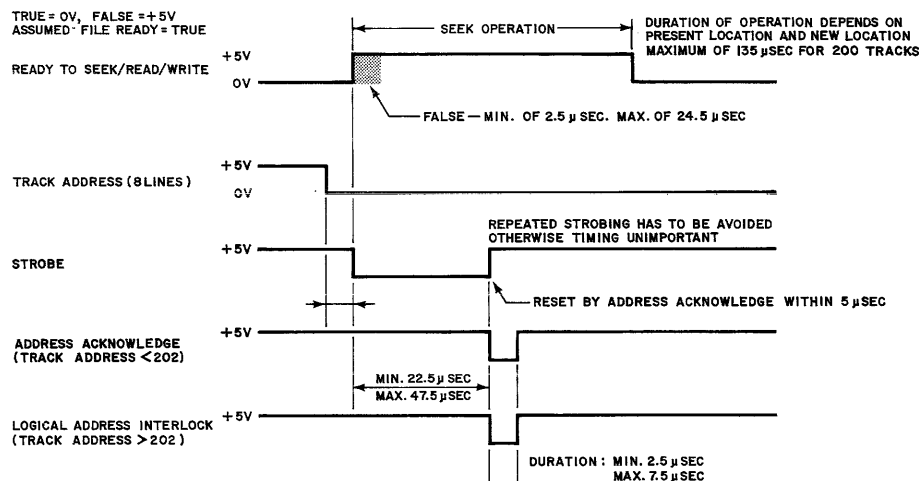 TRUE = 0V, FALSE = +5V
ASSUMED- FILE READY = TRUE
SEEK OPERATION
DURATION OF OPERATION DEPENDS ON
PRESENT LOCATION AND NEW LOCATION
MAXIMUM OF 135 µSEC FOR 200 TRACKS
READY TO SEEK/READ/WRITE
+5V
0V
FALSE — MIN. OF 2.5 µ SEC. MAX. OF 24.5 µ SEC
TRACK ADDRESS (8 LINES)
+5V
0V
REPEATED STROBING HAS TO BE AVOIDED
OTHERWISE TIMING UNIMPORTANT
STROBE
+5V
RESET BY ADDRESS ACKNOWLEDGE WITHIN 5 µSEC
ADDRESS ACKNOWLEDGE
(TRACK ADDRESS < 202)
+5V
MIN. 22.5 µ SEC
MAX. 47.5 µSEC
LOGICAL ADDRESS INTERLOCK
(TRACK ADDRESS > 202)
+5V
DURATION : MIN. 2.5 µSEC
MAX. 7.5 µSEC